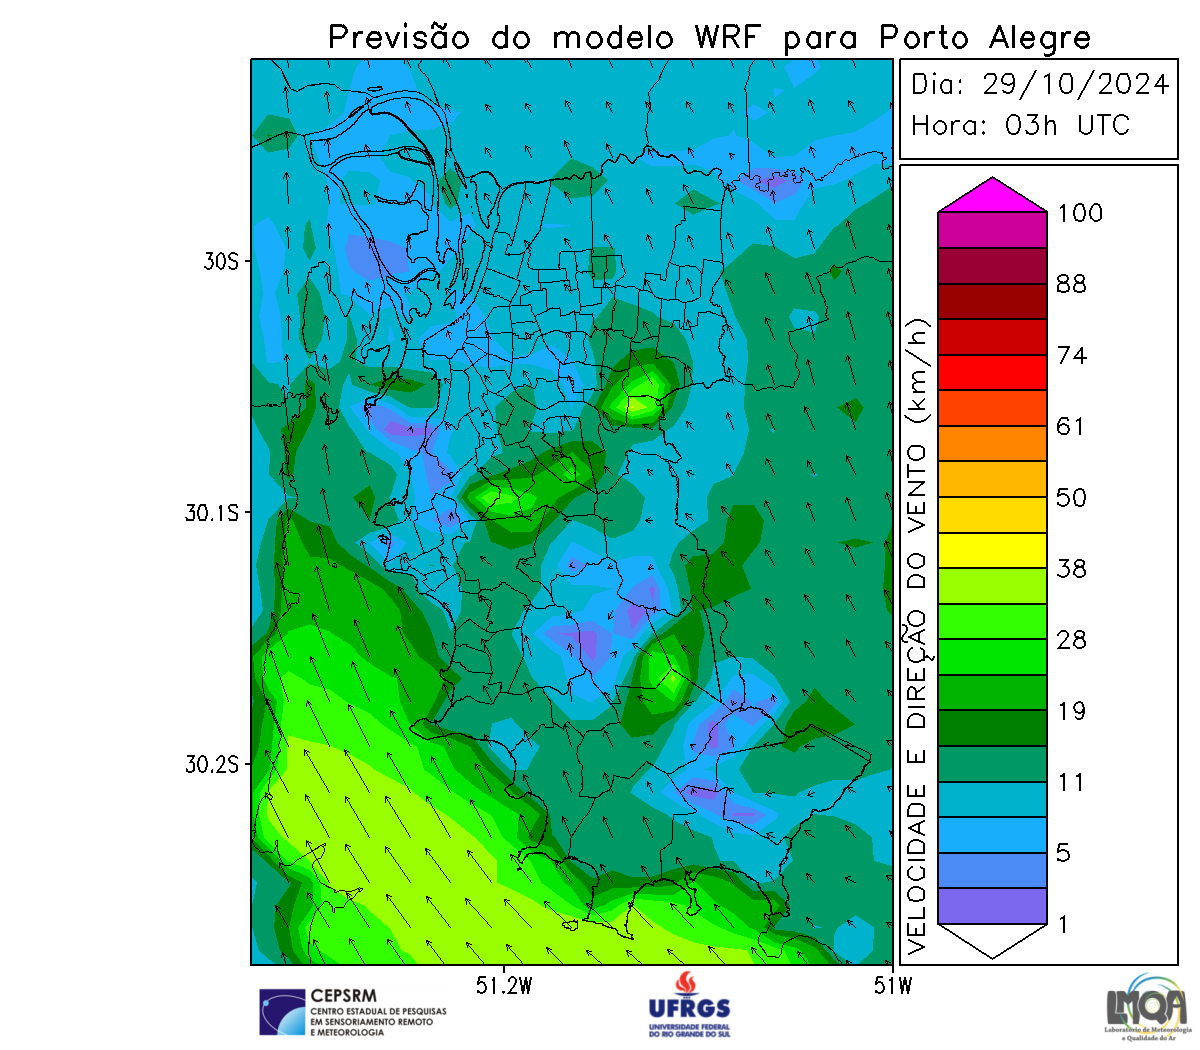 Previsão do modelo WRF para Porto Alegre
Dia: 29/10/2024
Hora: 03h UTC
30S
30.1S
30.2S
51.2W
51W
VELOCIDADE E DIREÇÃO DO VENTO (km/h)
100
88
74
61
50
38
28
19
11
5
1
CEPSRM
CENTRO ESTADUAL DE PESQUISAS
EM SENSORIAMENTO REMOTO
E METEOROLOGIA
UFRGS
UNIVERSIDADE FEDERAL
DO RIO GRANDE DO SUL
LMQA
Laboratório de Meteorologia
e Qualidade do Ar